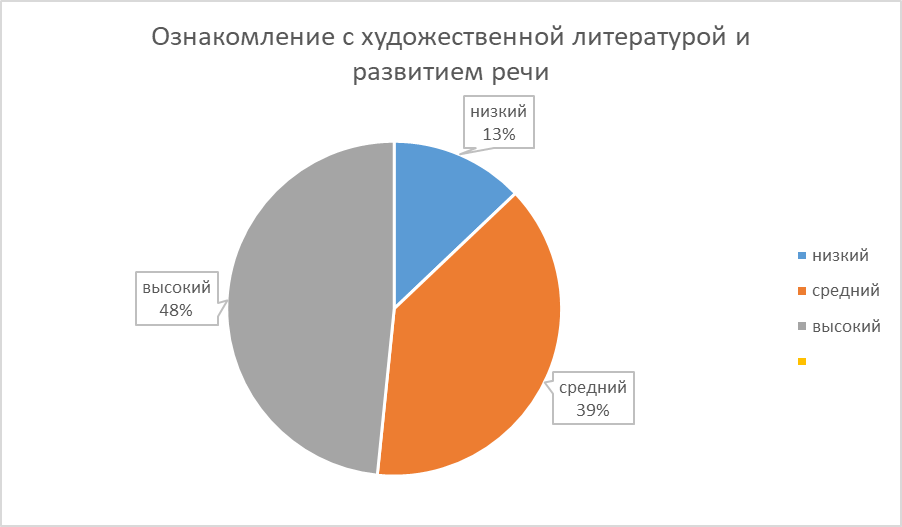 Ознакомление с художественной литературой и
развитием речи
низкий
13%
высокий
48%
средний
39%
низкий
средний
высокий